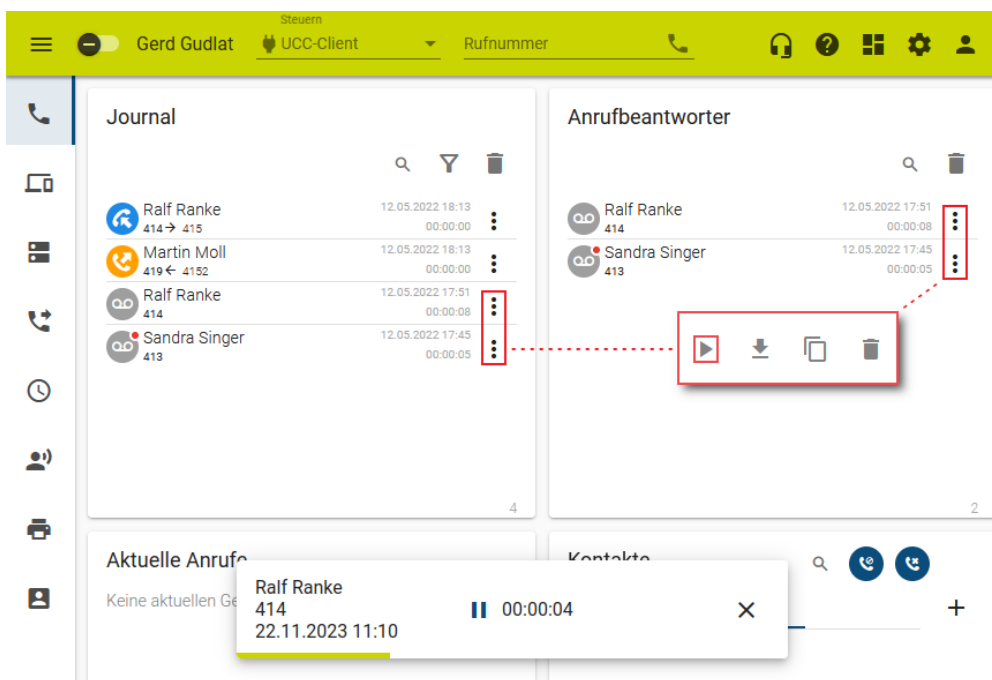 Steuern
Gerd Gudlat
UCC-Client
Rufnummer
Journal
Ralf Ranke
12.05.2022 18:13
414 → 415
00:00:00
Martin Moll
12.05.2022 18:13
419 ← 4152
00:00:00
Ralf Ranke
12.05.2022 17:51
414
00:00:08
Sandra Singer
12.05.2022 17:45
413
00:00:05
4
Anrufbeantworter
Ralf Ranke
12.05.2022 17:51
414
00:00:08
Sandra Singer
12.05.2022 17:45
413
00:00:05
2
Aktuelle Anrufe
Keine aktuellen Ge
Kontakte
Ralf Ranke
414
00:00:04
22.11.2023 11:10